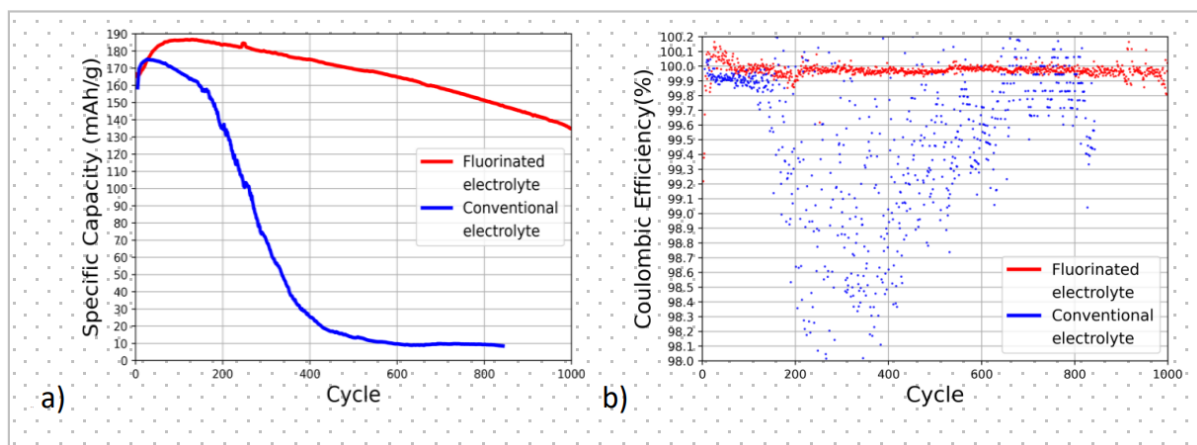 190
180
170
160
150
140
130
120
110
100
90
80
70
60
50
40
30
20
10
-0
Specific Capacity (mAh/g)
0 200 400 600 800 1000
Cycle
Fluorinated
electrolyte
Conventional
electrolyte
a)
100.2
100.1
100.0
99.9
99.8
99.7
99.6
99.5
99.4
99.3
99.2
99.1
99.0
98.9
98.8
98.7
98.6
98.5
98.4
98.3
98.2
98.1
98.0
Coulombic Efficiency(%)
0 200 400 600 800 1000
Cycle
Fluorinated
electrolyte
Conventional
electrolyte
b)